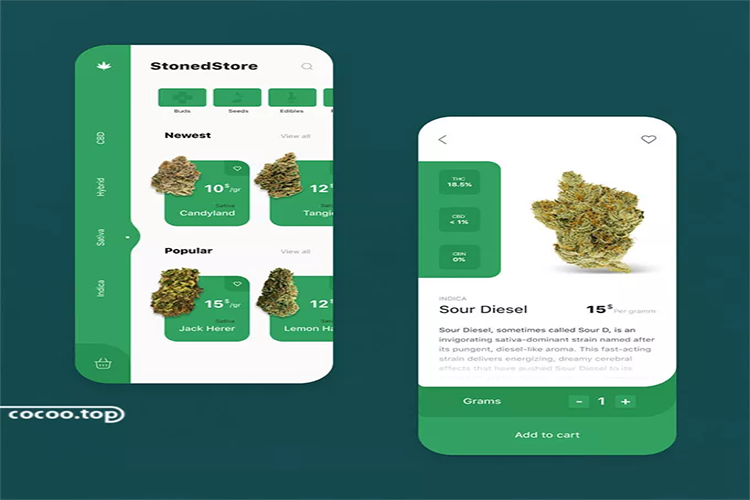 StonedStore
Buds Seeds Edibles
CBD
Hybrid
Sativa
Indica
Newest View all
10$/gr
Sativa
Candyland
12
Tangi
Popular View all
15$/gr
Sativa
Jack Herer
12
Lemon Ha
THC
18.5%
CBD
< 1%
CBN
0%
INDICA
Sour Diesel 15$ Per gramm
Sour Diesel, sometimes called Sour D, is an
invigorating sativa-dominant strain named after
its pungent, diesel-like aroma. This fast-acting
strain delivers energizing, dreamy cerebral
effects that have pushed Sour Diesel to its
Grams - 1 +
Add to cart
cocoo.top